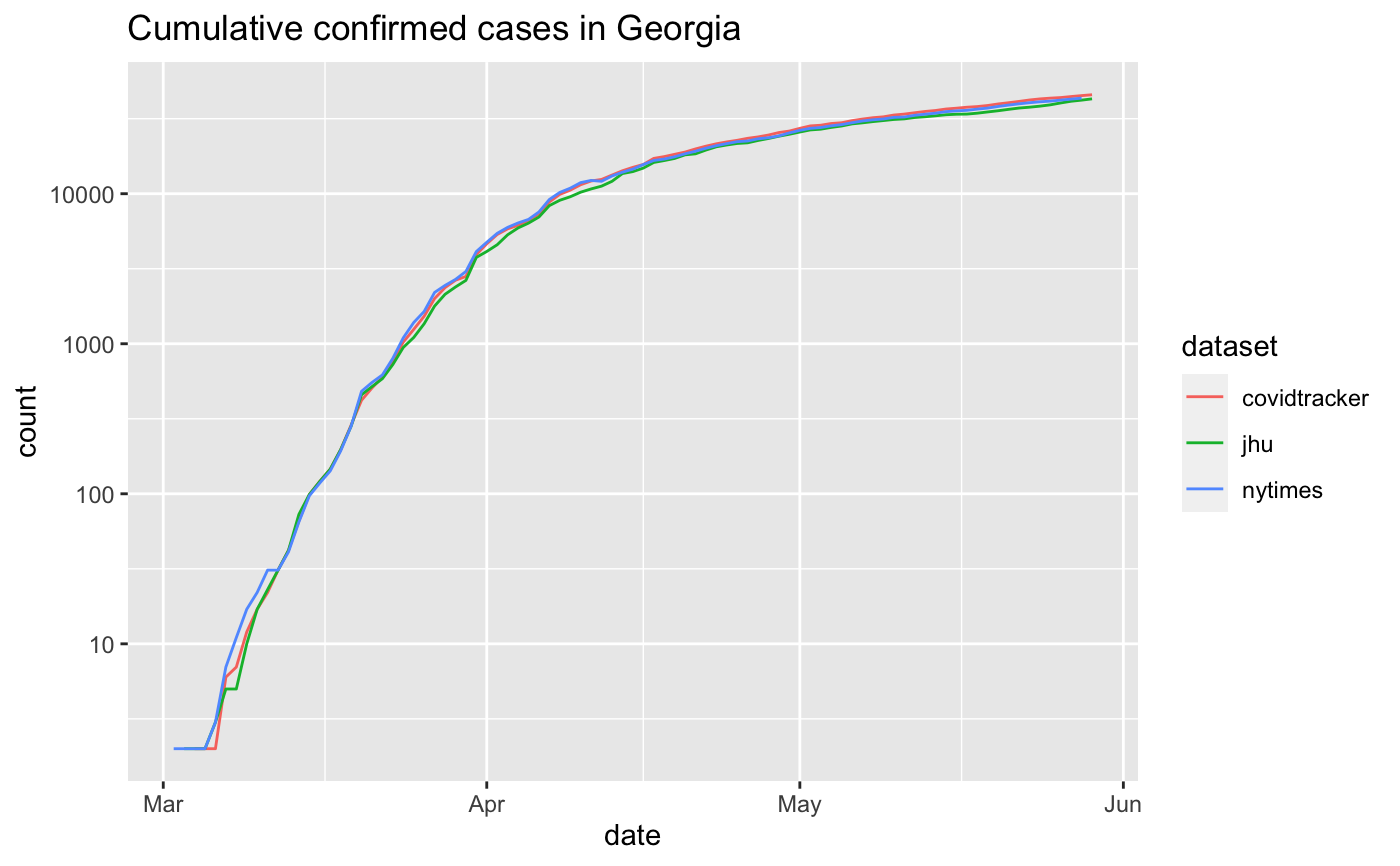 Cumulative confirmed cases in Georgia
count
10000
1000
100
10
Mar
Apr
May
Jun
date
dataset
covidtracker
jhu
nytimes